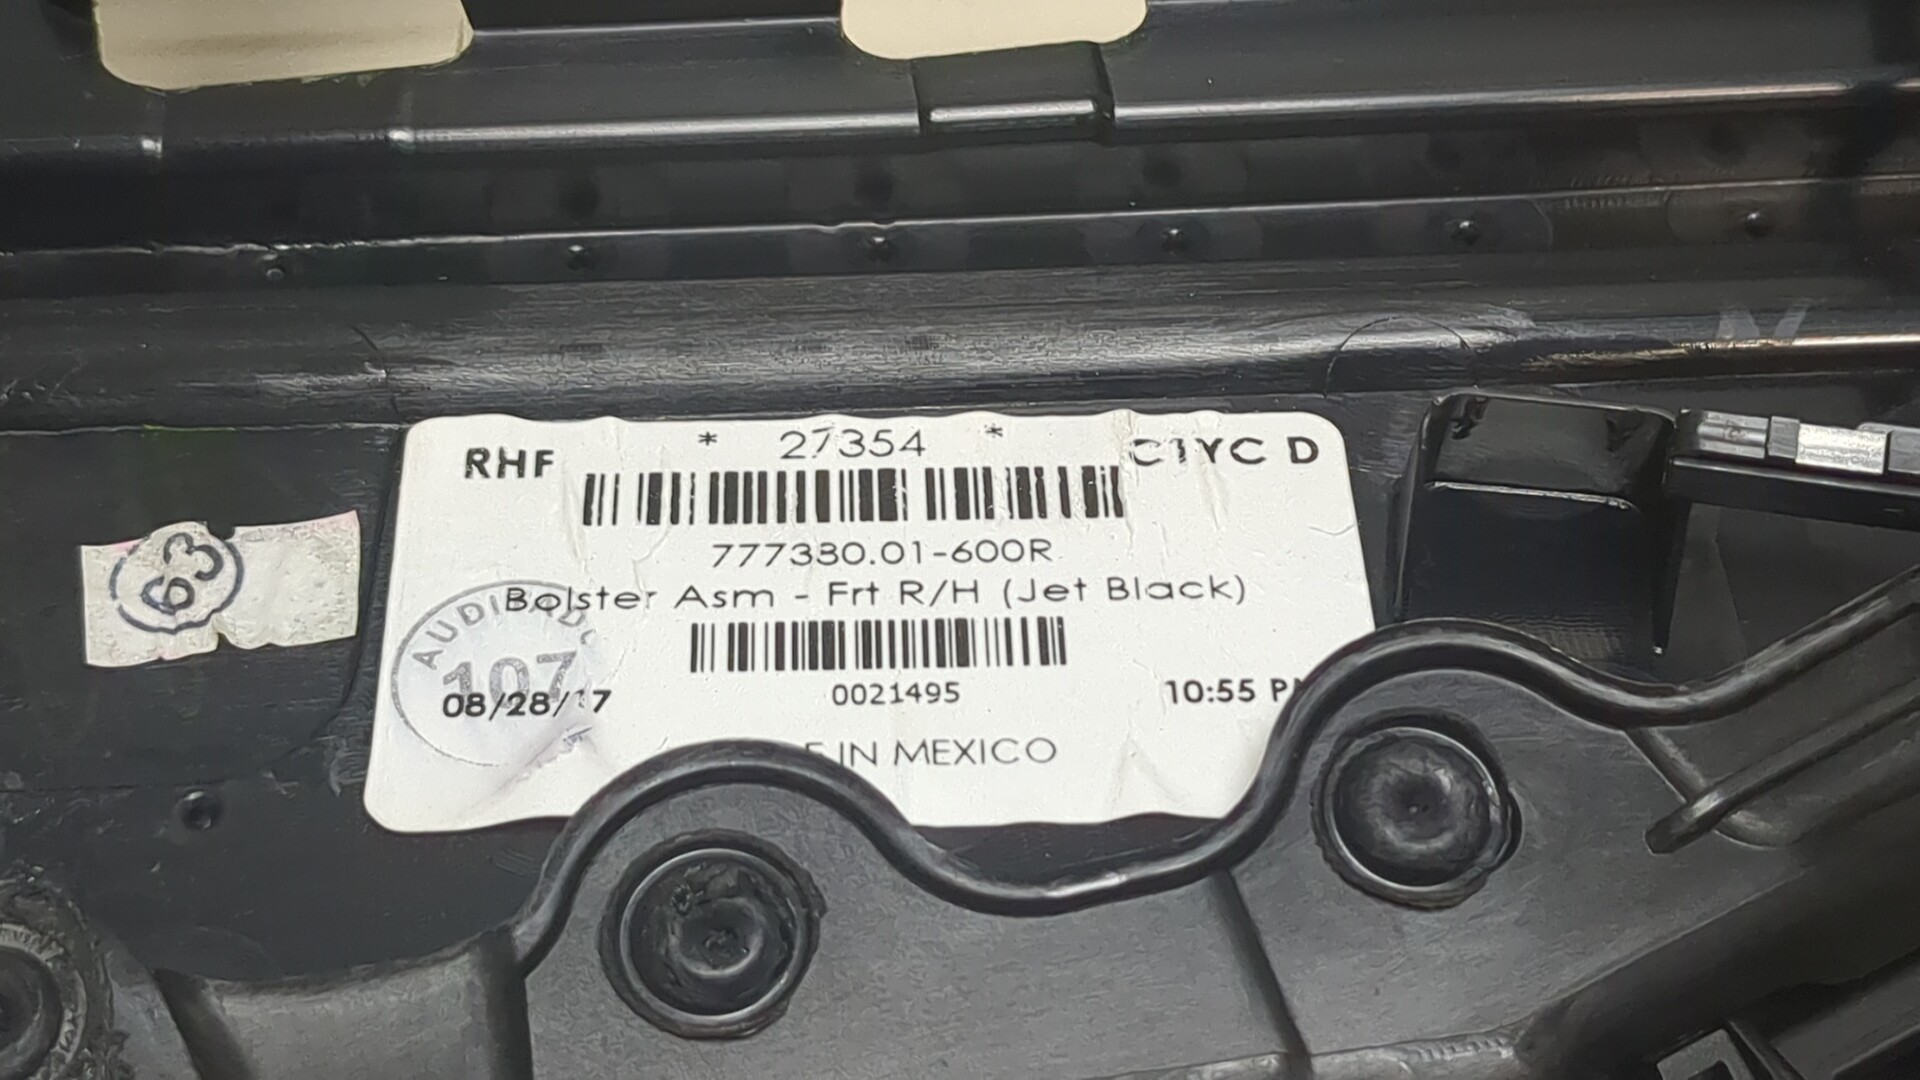 RHF * 27354 * C1YC D
777380.01-600R
Bolster Asm - Frt R/H (Jet Black)
63
107
08/28/17 0021495 10:55 P
IN MEXICO